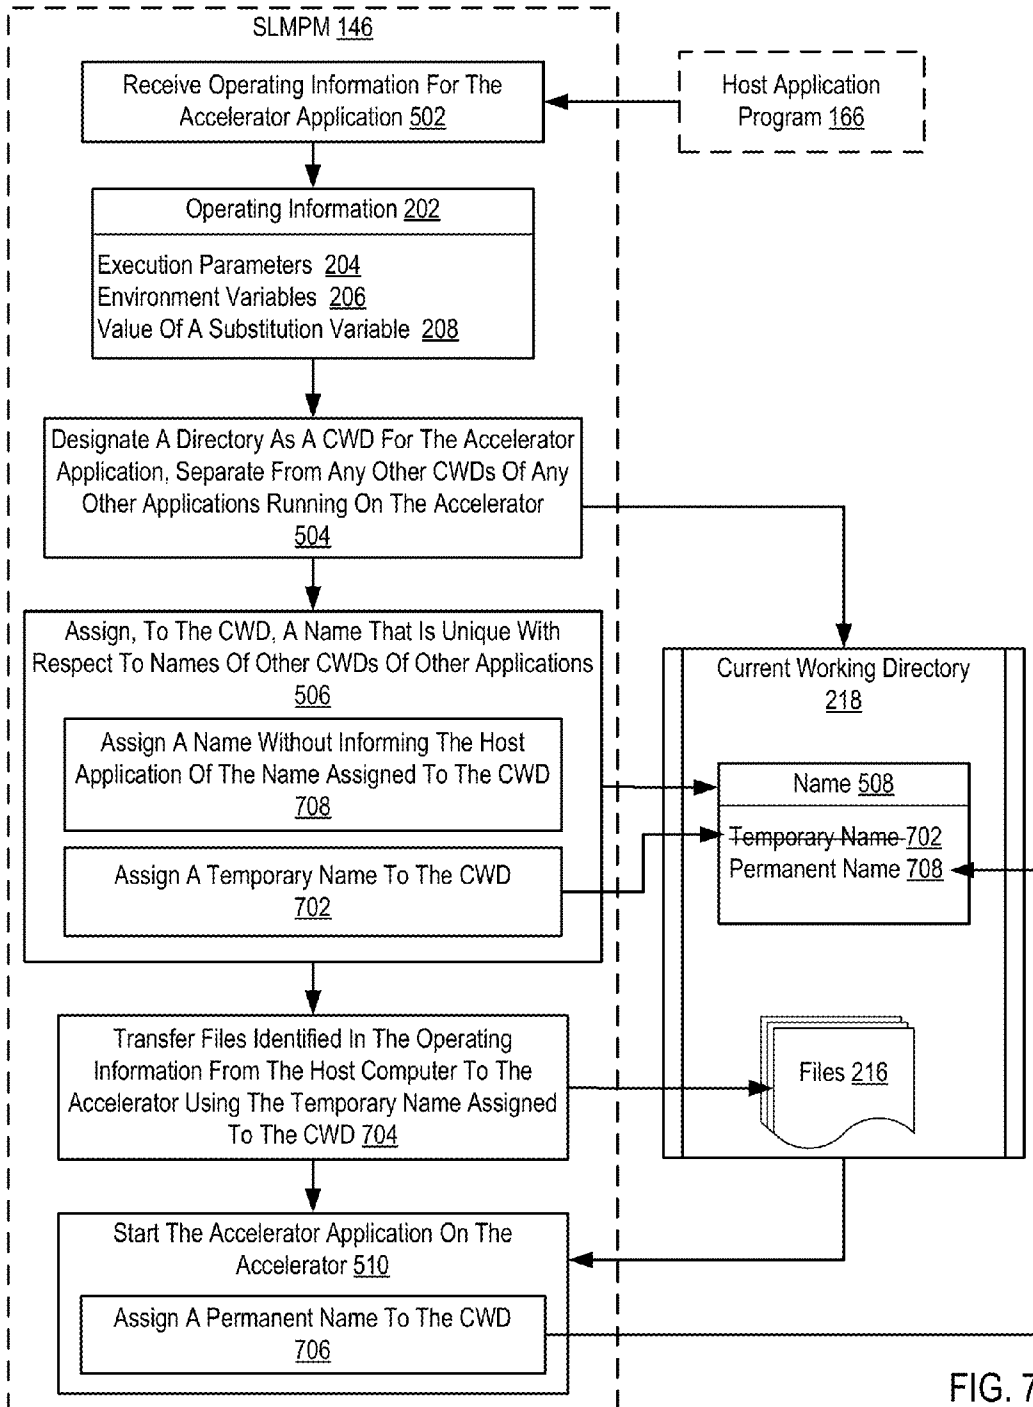 SLMPM 146
Receive Operating Information For The
Accelerator Application 502
Host Application
Program 166
Operating Information 202
Execution Parameters 204
Environment Variables 206
Value Of A Substitution Variable 208
Designate A Directory As A CWD For The Accelerator
Application, Separate From Any Other CWDs Of Any
Other Applications Running On The Accelerator
504
Assign, To The CWD, A Name That Is Unique With
Respect To Names Of Other CWDs Of Other Applications
506
Assign A Name Without Informing The Host
Application Of The Name Assigned To The CWD
708
Assign A Temporary Name To The CWD
702
Current Working Directory
218
Name 508
Temporary Name 702
Permanent Name 708
Transfer Files Identified In The Operating
Information From The Host Computer To The
Accelerator Using The Temporary Name Assigned
To The CWD 704
Files 216
Start The Accelerator Application On The
Accelerator 510
Assign A Permanent Name To The CWD
706
FIG. 7